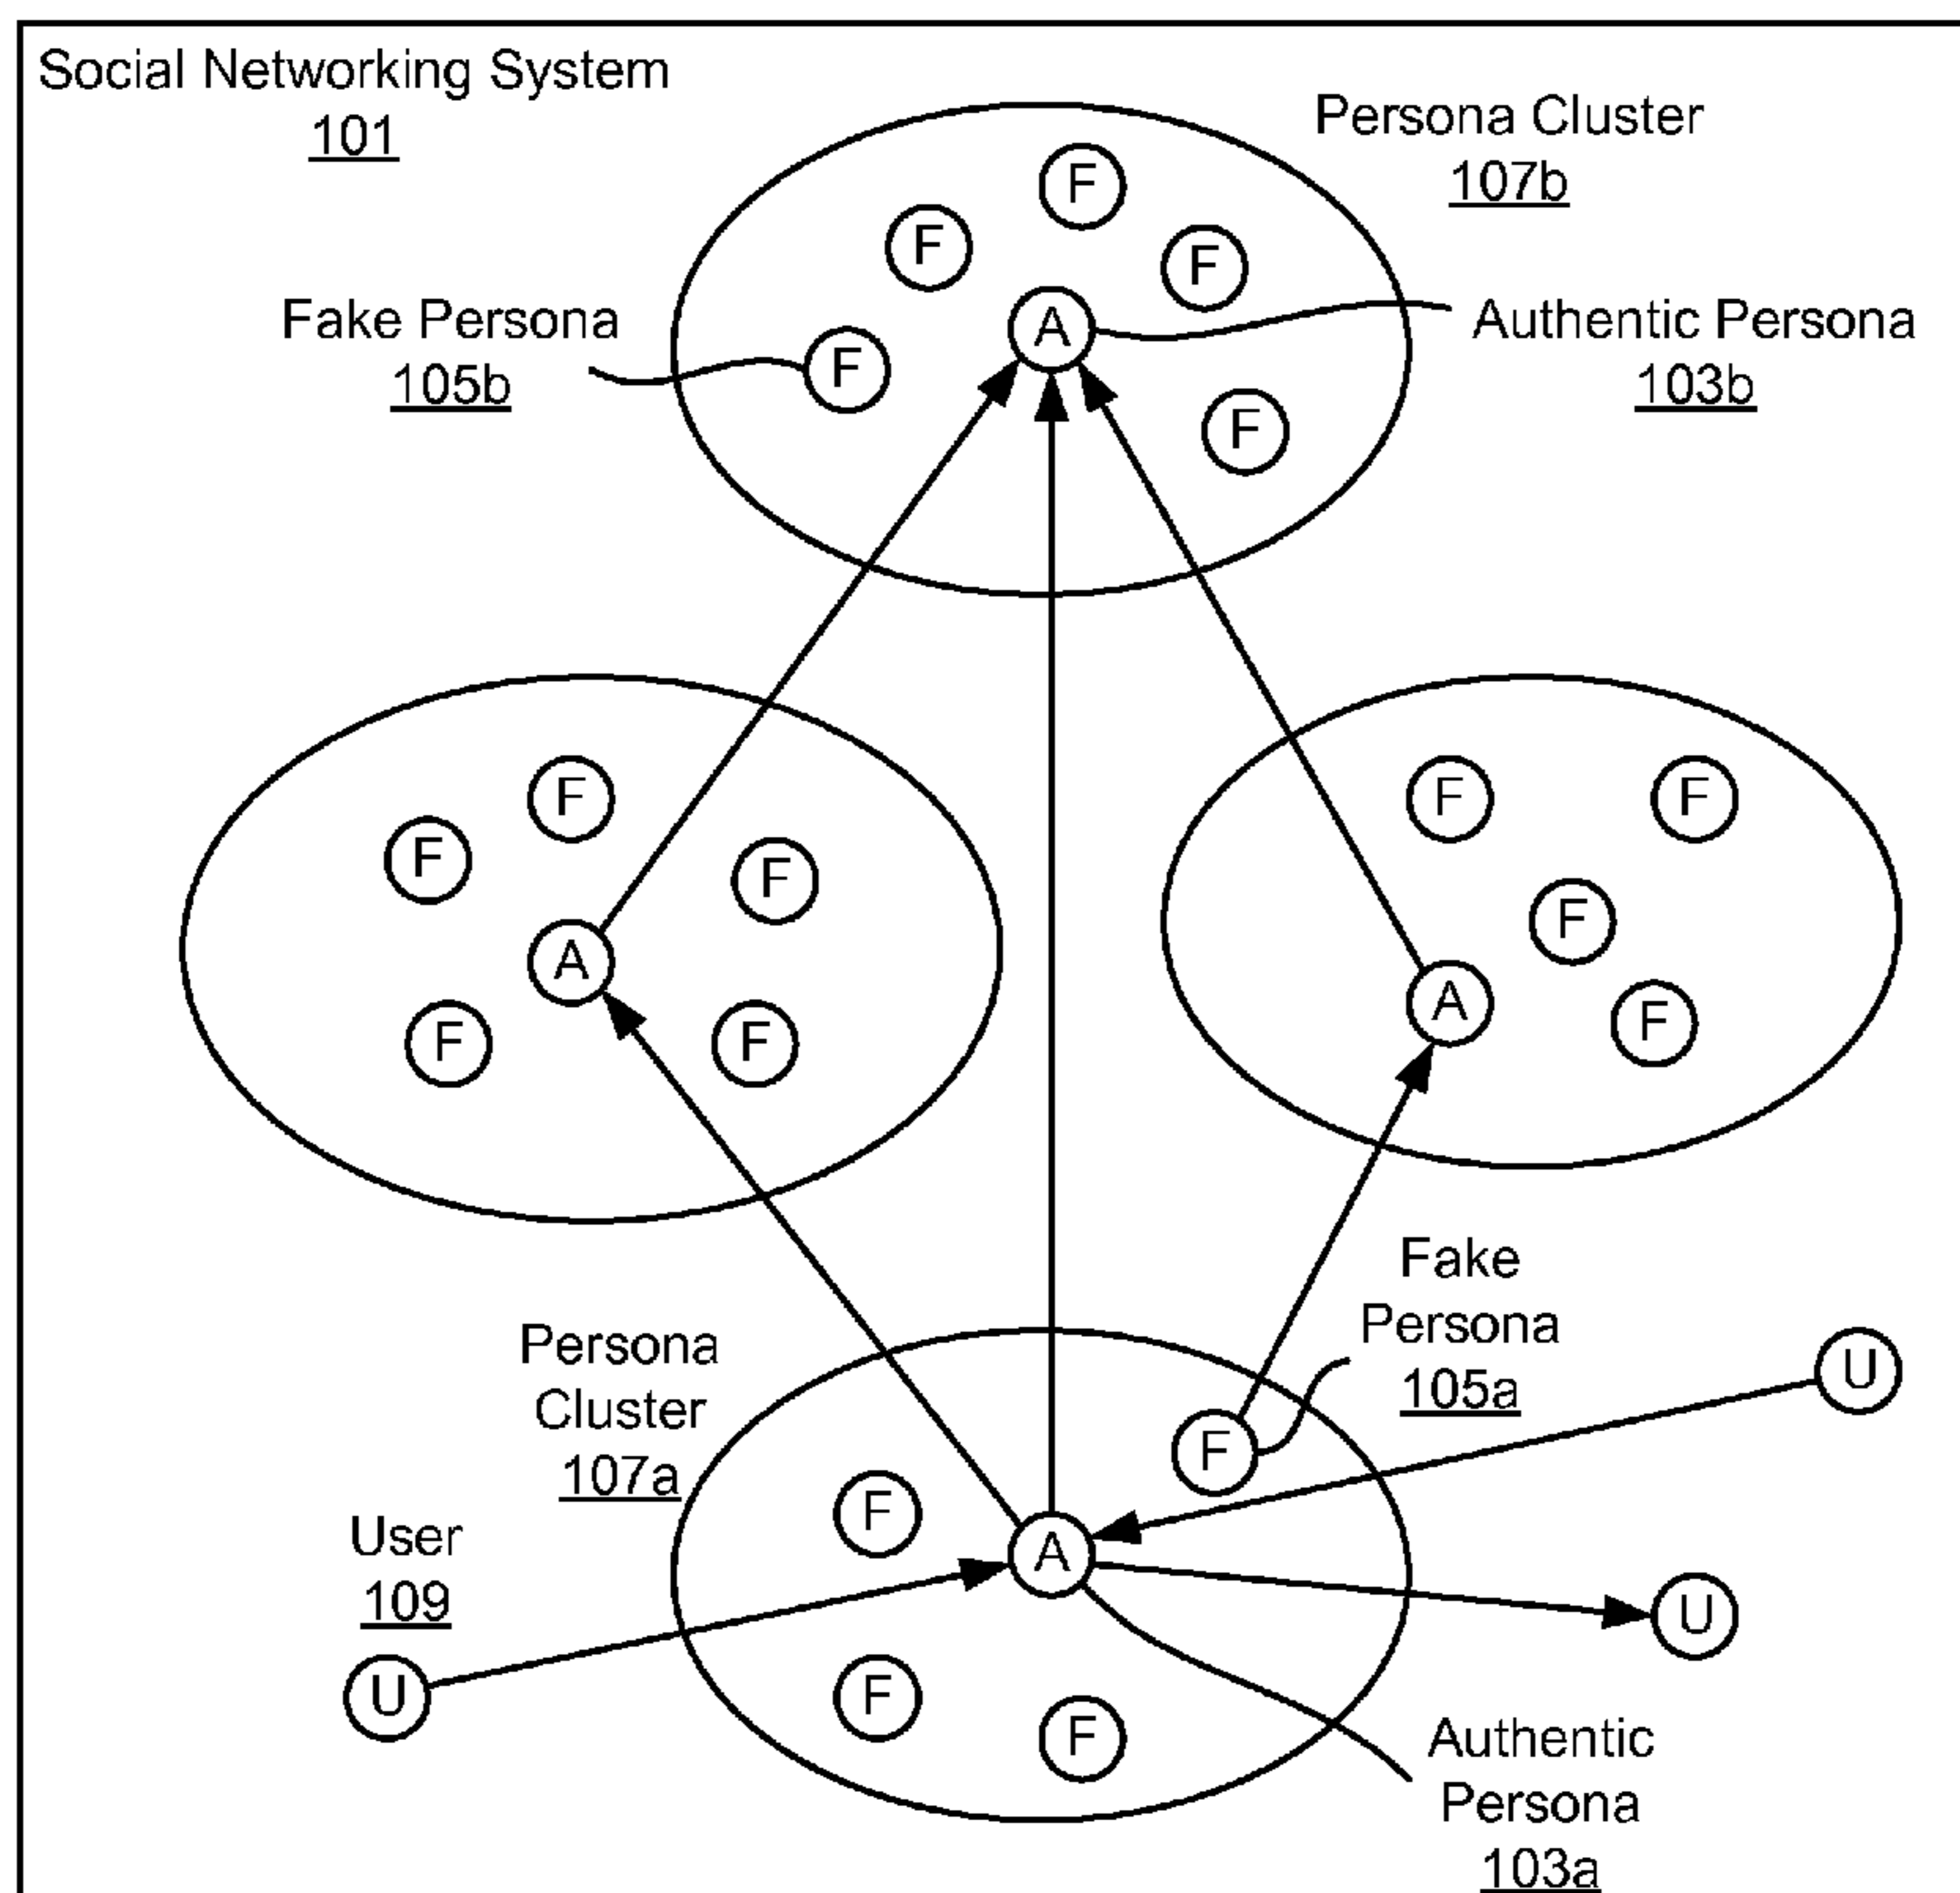 Social Networking System
101
Persona Cluster
107b
F
F
F
Fake Persona
105b
F
A
Authentic Persona
103b
F
F
F
F
A
F
F
F
F
F
A
F
Persona
Cluster
107a
Fake
Persona
105a
F
U
F
A
User
109
U
U
F
F
Authentic
Persona
103a